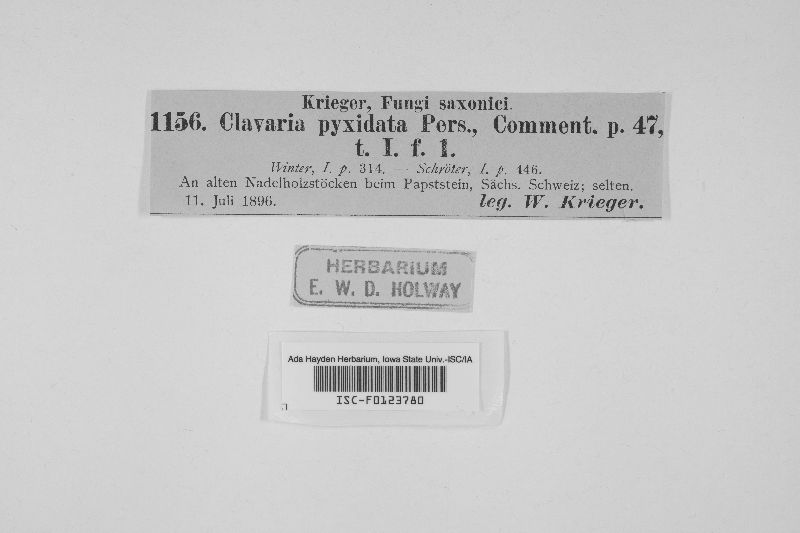 Krieger, Fungi saxonici.
1156. Clavaria pyxidata Pers., Comment. p. 47,
t. I. f. 1.
Winter, I. p. 314. — Schröter, I. p. 446.
An alten Nadelholzstöcken beim Papststein, Sächs. Schweiz; selten.
11. Juli 1896. leg. W. Krieger.
HERBARIUM
E. W. D. HOLWAY
Ada Hayden Herbarium, Iowa State Univ.-ISC/IA
ISC-F0123780